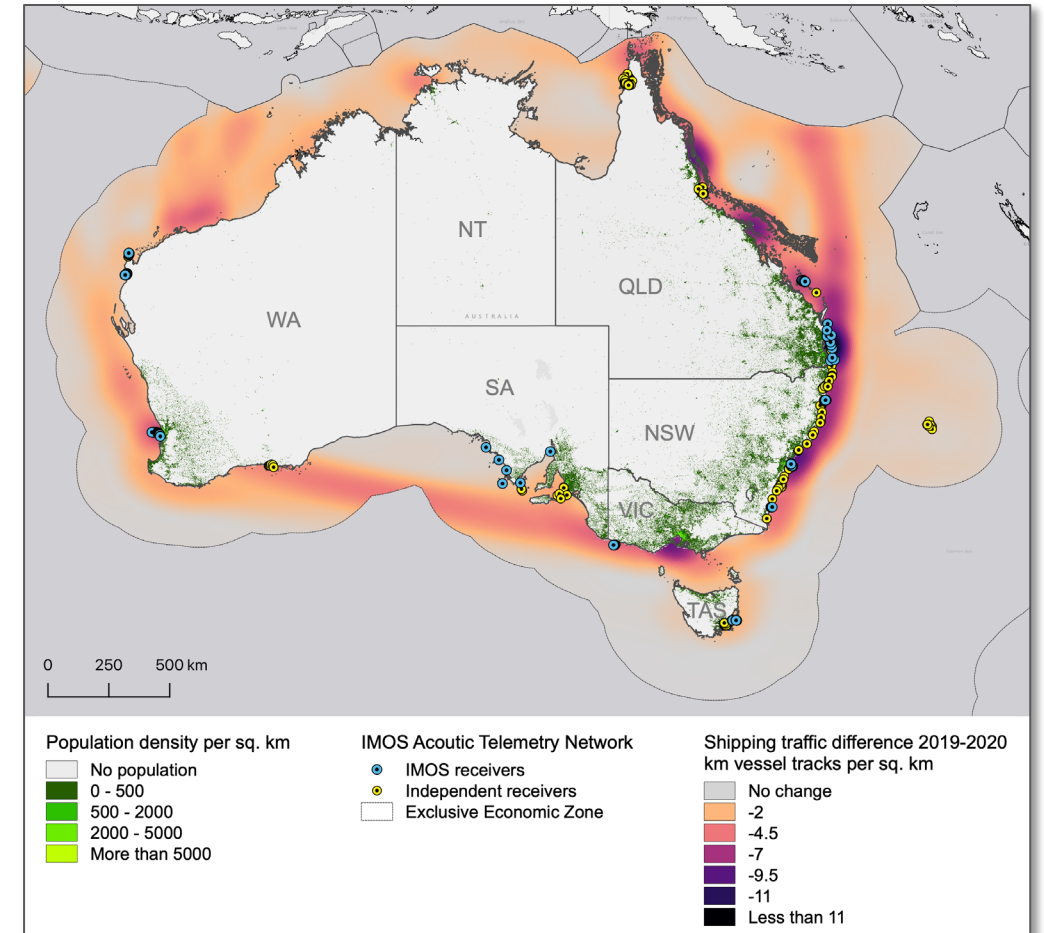 NT
QLD
WA
AUSTRALIA
SA
NSW
VIC
TAS
0 250 500 km
Population density per sq. km
No population
0 - 500
500 - 2000
2000 - 5000
More than 5000
IMOS Acoutic Telemetry Network
IMOS receivers
Independent receivers
Exclusive Economic Zone
Shipping traffic difference 2019-2020
km vessel tracks per sq. km
No change
-2
-4.5
-7
-9.5
-11
Less than 11